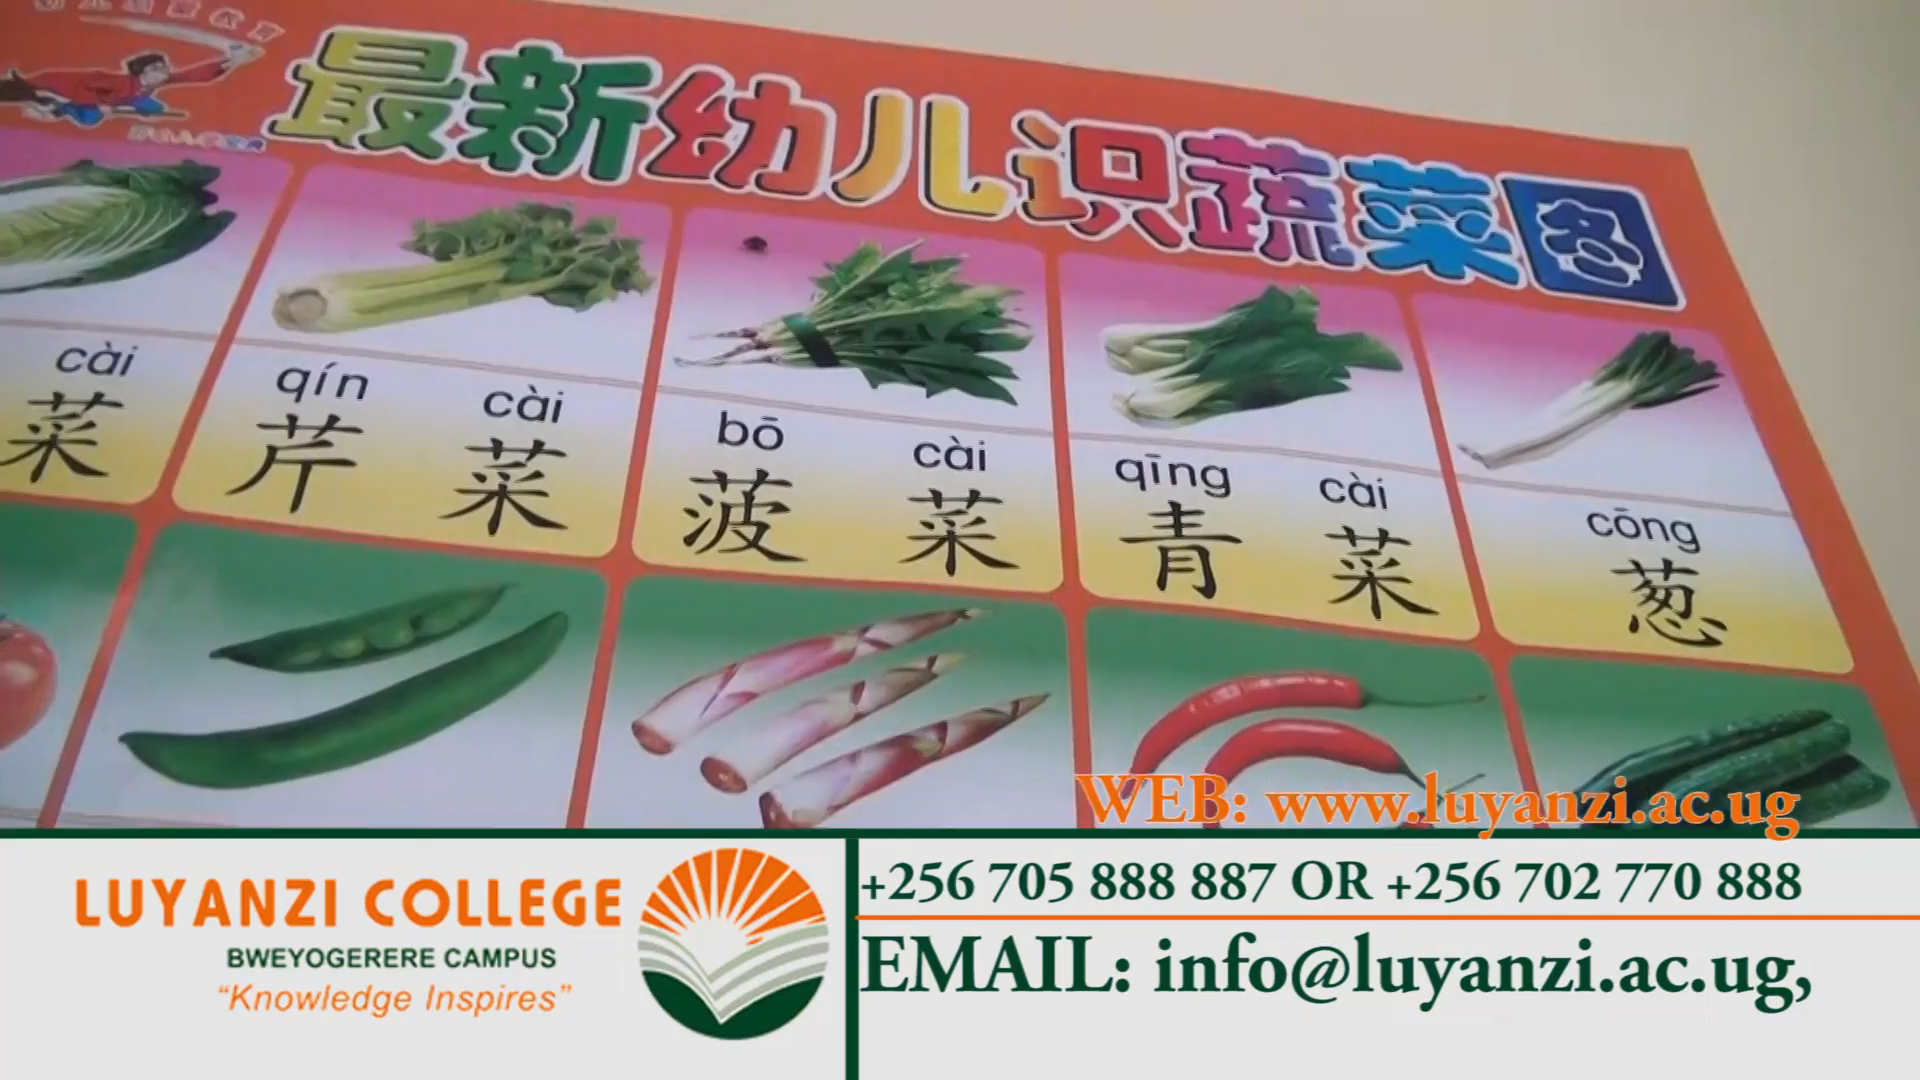 最新幼儿识蔬菜图
cài
qín cài
bō cài
qīng cài
cōng
菜
芹菜
菠菜
青菜
葱
WEB: www.luyanzi.ac.ug
LUYANZI COLLEGE
BWEYOGERERE CAMPUS
“Knowledge Inspires”
+256 705 888 887 OR +256 702 770 888
EMAIL: info@luyanzi.ac.ug,